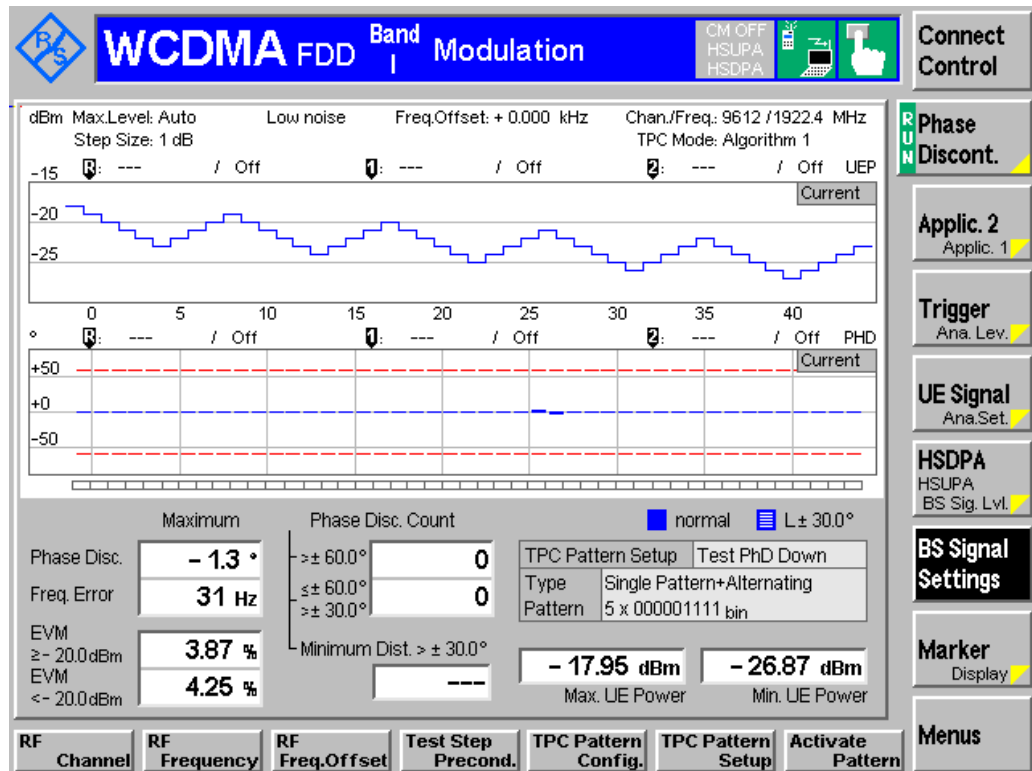 R/S
WCDMA FDD Band I Modulation
CM OFF
HSUPA
HSDPA
Connect Control
dBm Max.Level: Auto Low noise Freq.Offset: + 0.000 kHz Chan./Freq.: 9612 / 1922.4 MHz
Step Size: 1 dB TPC Mode: Algorithm 1
R: --- / Off 1: --- / Off 2: --- / Off UEP
Current
-15
-20
-25
0 5 10 15 20 25 30 35 40
° R: --- / Off 1: --- / Off 2: --- / Off PHD
Current
+50
+0
-50
Maximum Phase Disc. Count normal L ± 30.0°
Phase Disc. – 1.3 °
Freq. Error 31 Hz
EVM
≥– 20.0dBm 3.87 %
EVM
<– 20.0dBm 4.25 %
>± 60.0° 0
≤± 60.0°
>± 30.0° 0
Minimum Dist. > ± 30.0°
---
TPC Pattern Setup Test PhD Down
Type Single Pattern+Alternating
Pattern 5 x 000001111 bin
– 17.95 dBm – 26.87 dBm
Max. UE Power Min. UE Power
RUN
Phase Discont.
Applic. 2
Applic. 1
Trigger
Ana. Lev.
UE Signal
Ana.Set.
HSDPA
HSUPA
BS Sig. Lvl.
BS Signal Settings
Marker
Display
Menus
RF Channel
RF Frequency
RF Freq.Offset
Test Step Precond.
TPC Pattern Config.
TPC Pattern Setup
Activate Pattern